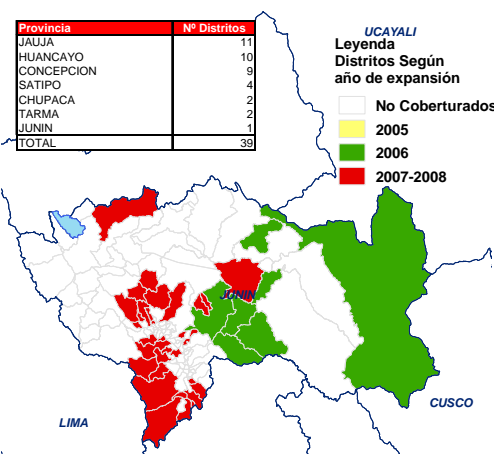 Provincia Nº Distritos
JAUJA 11
HUANCAYO 10
CONCEPCION 9
SATIPO 4
CHUPACA 2
TARMA 2
JUNIN 1
TOTAL 39
UCAYALI
Leyenda
Distritos Según
año de expansión
No Coberturados
2005
2006
2007-2008
JUNIN
LIMA
CUSCO